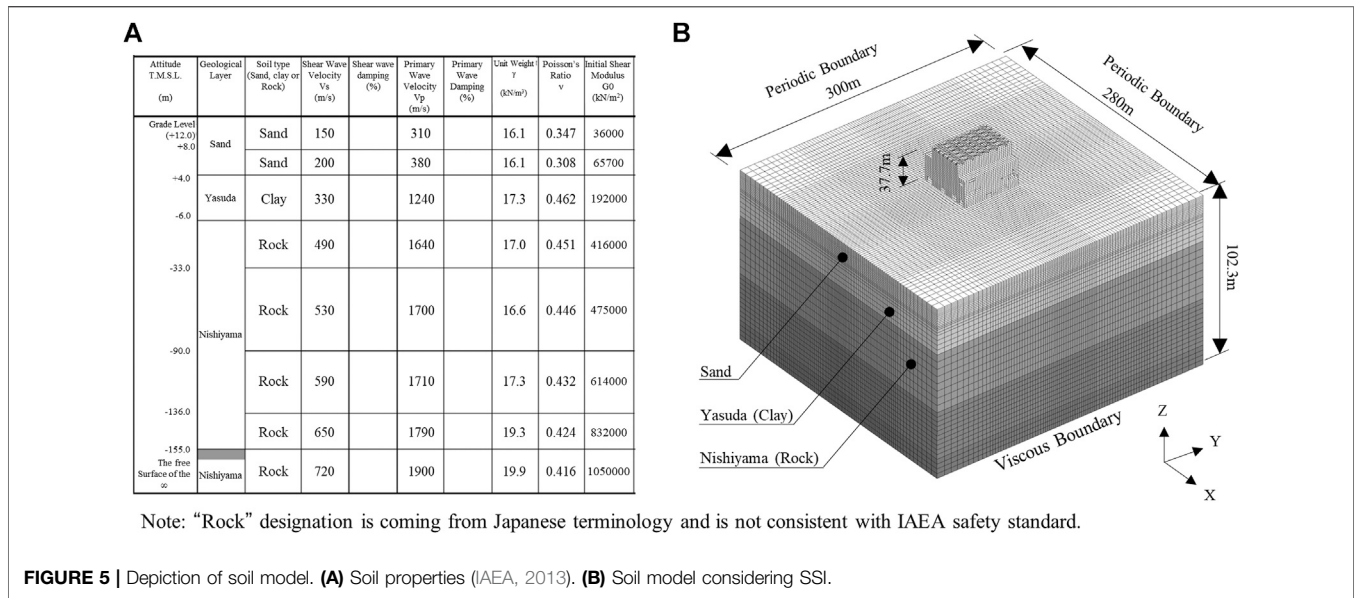 A
Attitude T.M.S.L. (m) Geological Layer Soil type (Sand, clay or Rock) Shear Wave Velocity Vs (m/s) Shear wave damping (%) Primary Wave Velocity Vp (m/s) Primary Wave Damping (%) Unit Weight γ (kN/m³) Poisson's Ratio ν Initial Shear Modulus G0 (kN/m²)
Grade Level
(+12.0)
Sand
Sand 150 310 16.1 0.347 36000
+8.0
Sand 200 380 16.1 0.308 65700
+4.0
Yasuda Clay 330 1240 17.3 0.462 192000
-6.0
Nishiyama
Rock 490 1640 17.0 0.451 416000
-33.0
Rock 530 1700 16.6 0.446 475000
-90.0
Rock 590 1710 17.3 0.432 614000
-136.0
Rock 650 1790 19.3 0.424 832000
-155.0
The free
Surface of the
∞
Nishiyama Rock 720 1900 19.9 0.416 1050000
B
Periodic Boundary
300m
Periodic Boundary
280m
37.7m
102.3m
Sand
Yasuda (Clay)
Nishiyama (Rock)
Viscous Boundary
Z
Y
X
Note: “Rock” designation is coming from Japanese terminology and is not consistent with IAEA safety standard.
FIGURE 5 | Depiction of soil model. (A) Soil properties (IAEA, 2013). (B) Soil model considering SSI.